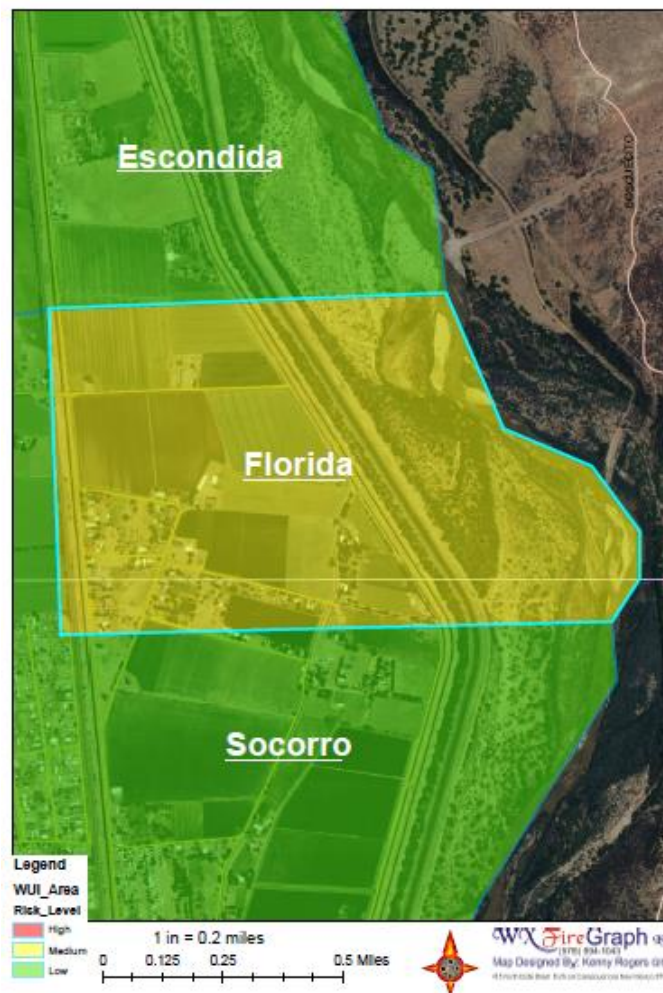 Escondida
BOSQUECITO
Florida
Socorro
Legend
WUI_Area
Risk_Level
High
Medium
Low
1 in = 0.2 miles
0 0.125 0.25 0.5 Miles
WX FireGraph
Map Designed By: Kenny Rogers